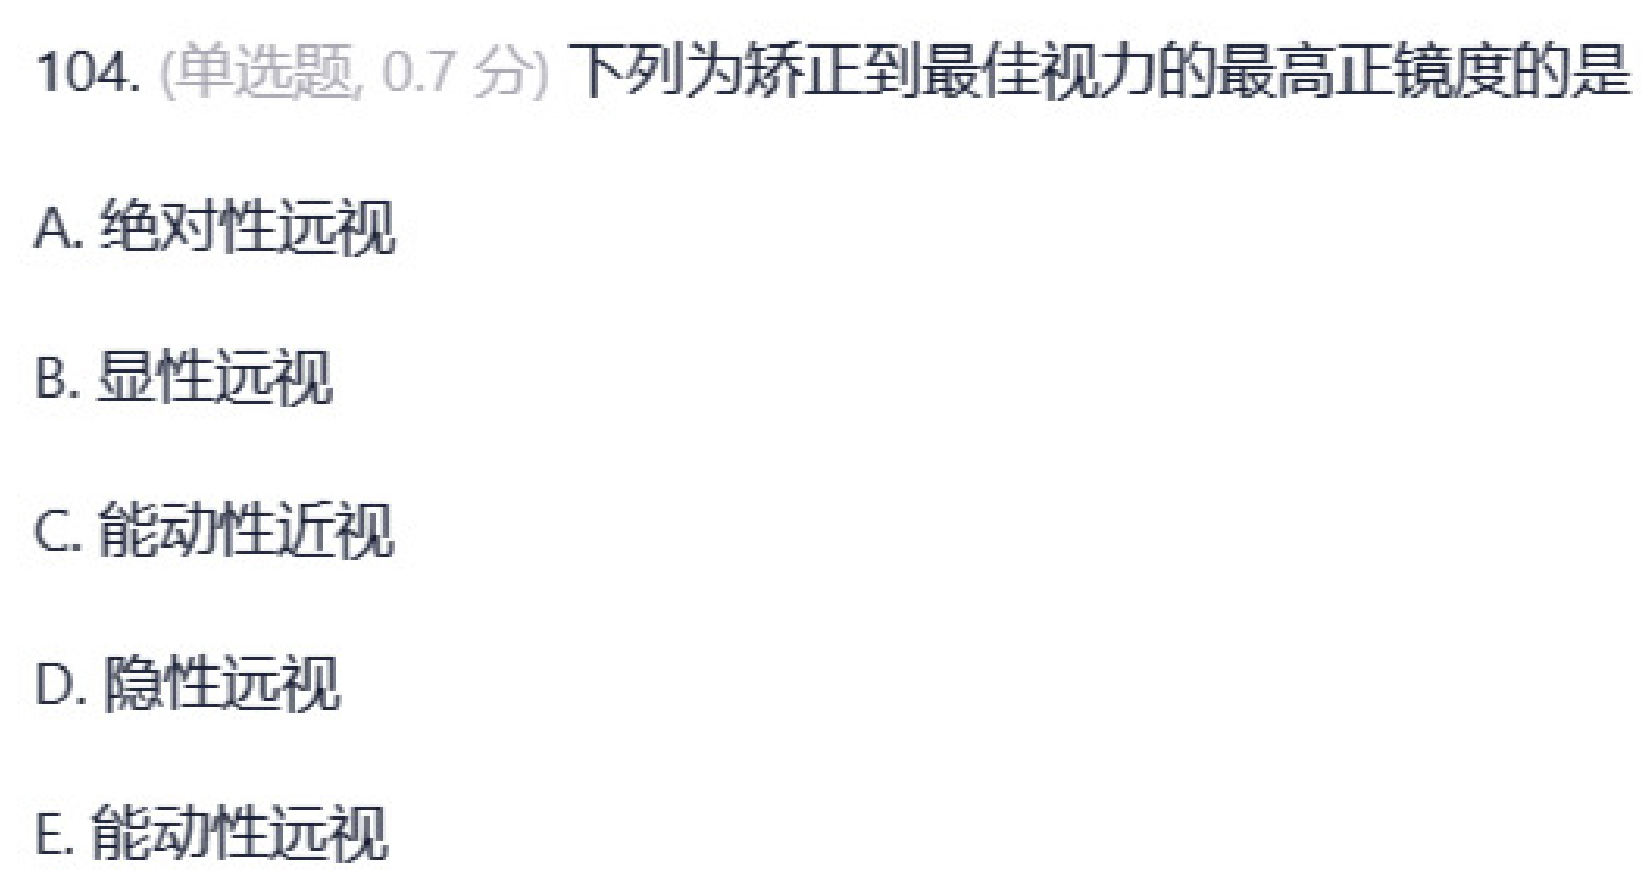 104. (单选题, 0.7 分) 下列为矫正到最佳视力的最高正镜度的是
A. 绝对性远视
B. 显性远视
C. 能动性近视
D. 隐性远视
E. 能动性远视